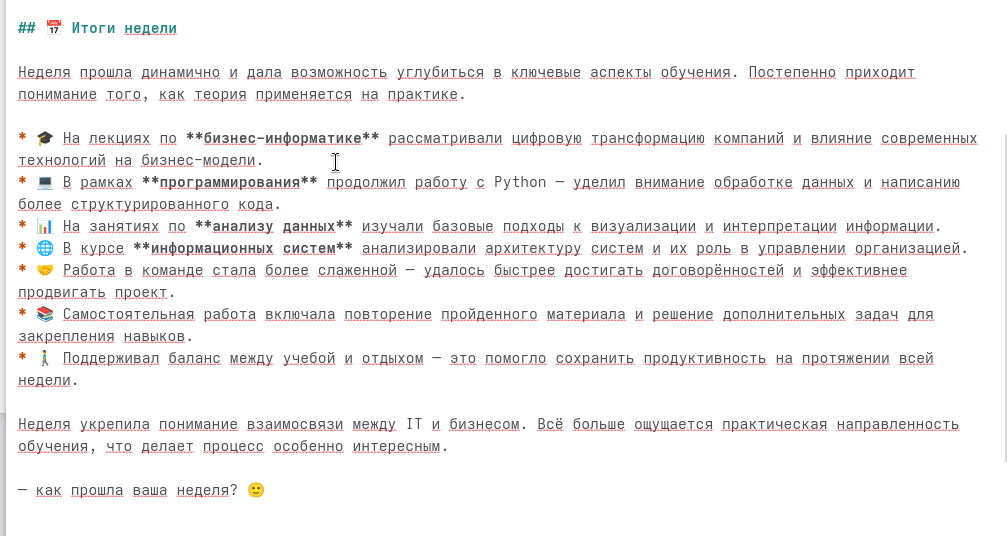 ## 📅 Итоги недели
Неделя прошла динамично и дала возможность углубиться в ключевые аспекты обучения. Постепенно приходит
понимание того, как теория применяется на практике.
* 🎓 На лекциях по **бизнес-информатике** рассматривали цифровую трансформацию компаний и влияние современных
технологий на бизнес-модели.
* 💻 В рамках **программирования** продолжил работу с Python — уделил внимание обработке данных и написанию
более структурированного кода.
* 📊 На занятиях по **анализу данных** изучали базовые подходы к визуализации и интерпретации информации.
* 🌐 В курсе **информационных систем** анализировали архитектуру систем и их роль в управлении организацией.
* 🤝 Работа в команде стала более слаженной — удалось быстрее достигать договорённостей и эффективнее
продвигать проект.
* 📚 Самостоятельная работа включала повторение пройденного материала и решение дополнительных задач для
закрепления навыков.
* 🚶‍♂️ Поддерживал баланс между учебой и отдыхом — это помогло сохранить продуктивность на протяжении всей
недели.
Неделя укрепила понимание взаимосвязи между IT и бизнесом. Всё больше ощущается практическая направленность
обучения, что делает процесс особенно интересным.
— как прошла ваша неделя? 🙂